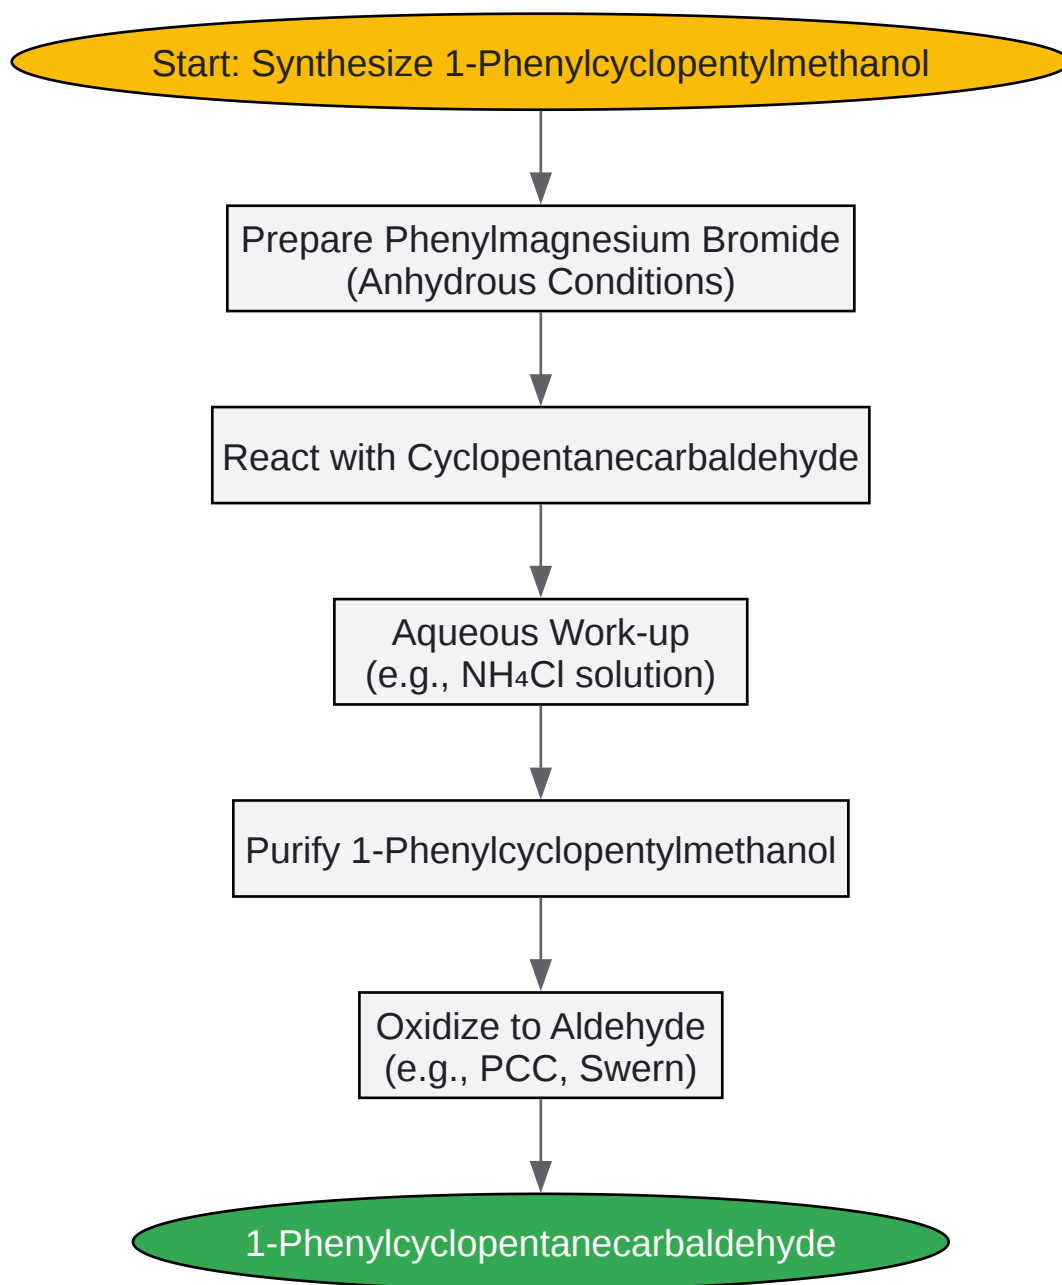 Start: Synthesize 1-Phenylcyclopentylmethanol
Prepare Phenylmagnesium Bromide
(Anhydrous Conditions)
React with Cyclopentanecarbaldehyde
Aqueous Work-up
(e.g., NH₄Cl solution)
Purify 1-Phenylcyclopentylmethanol
Oxidize to Aldehyde
(e.g., PCC, Swern)
1-Phenylcyclopentanecarbaldehyde